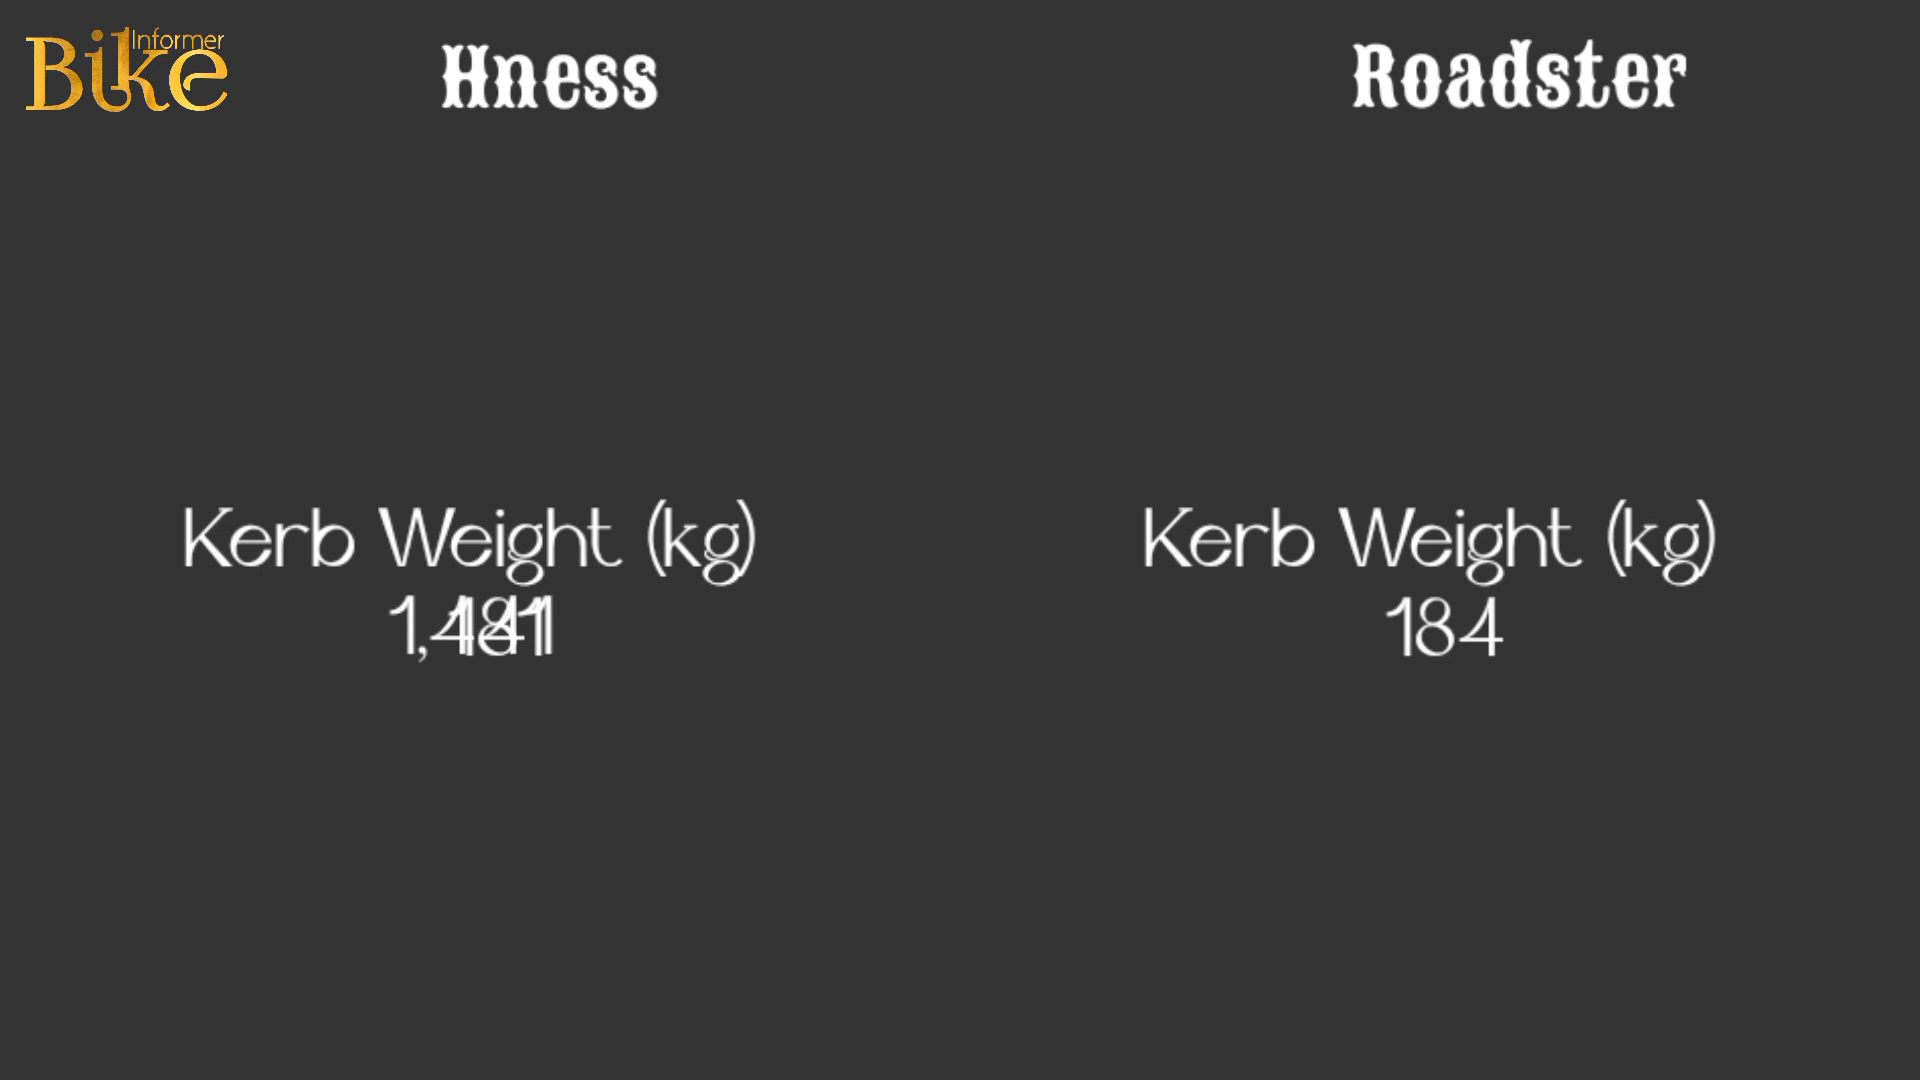 Bike Informer
Hness
Roadster
Kerb Weight (kg)
Kerb Weight (kg)
184